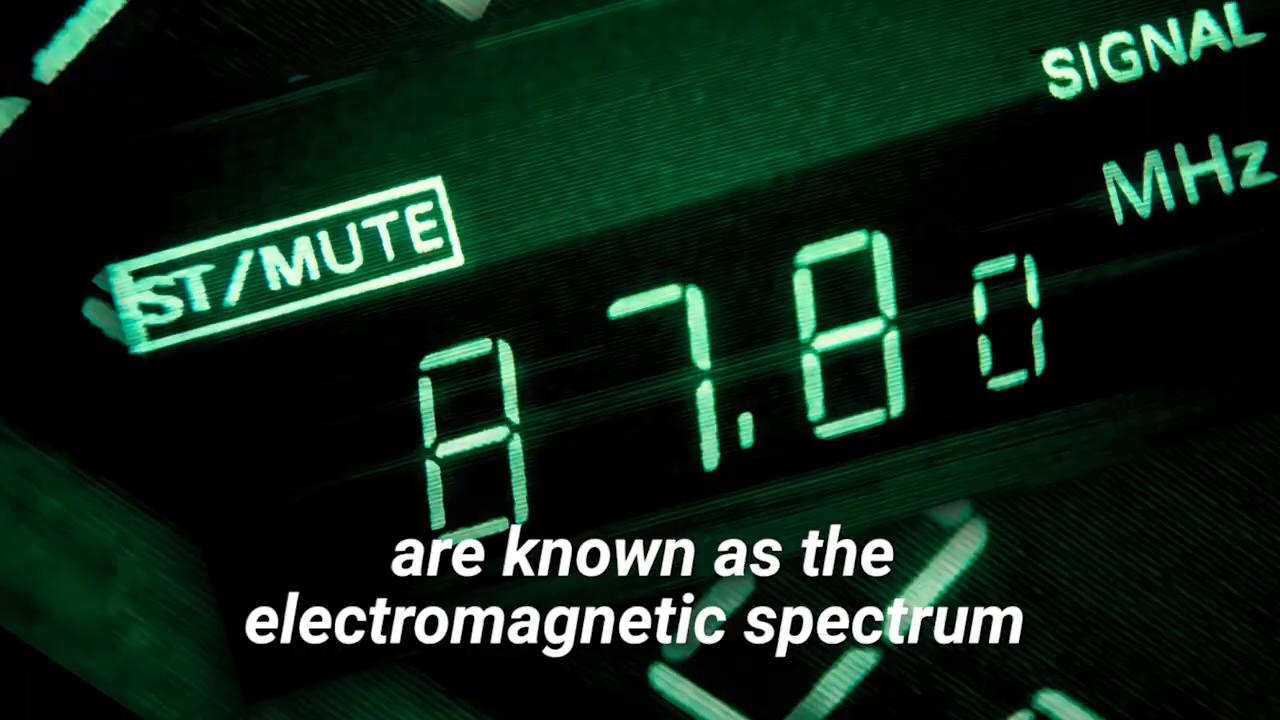 SIGNAL
MHz
ST/MUTE
87.80
are known as the
electromagnetic spectrum